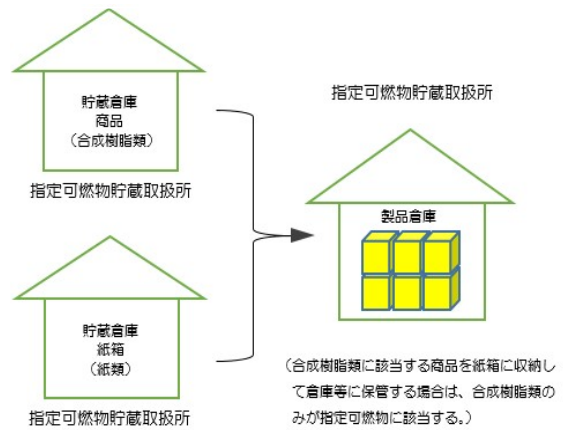 貯蔵倉庫
商品
（合成樹脂類）
指定可燃物貯蔵取扱所
貯蔵倉庫
紙箱
（紙類）
指定可燃物貯蔵取扱所
指定可燃物貯蔵取扱所
製品倉庫
（合成樹脂類に該当する商品を紙箱に収納し
て倉庫等に保管する場合は、合成樹脂類の
みが指定可燃物に該当する。）